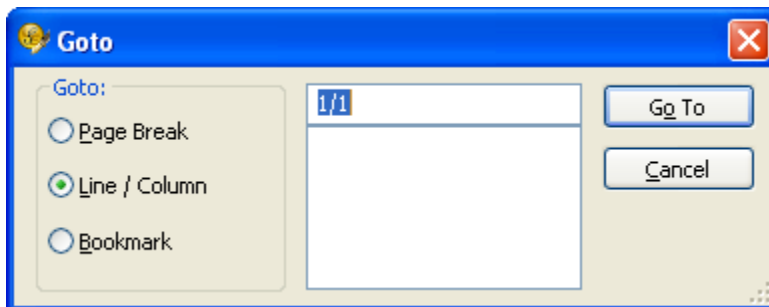 Goto
Goto:
1/1
Go To
Page Break
Cancel
Line / Column
Bookmark